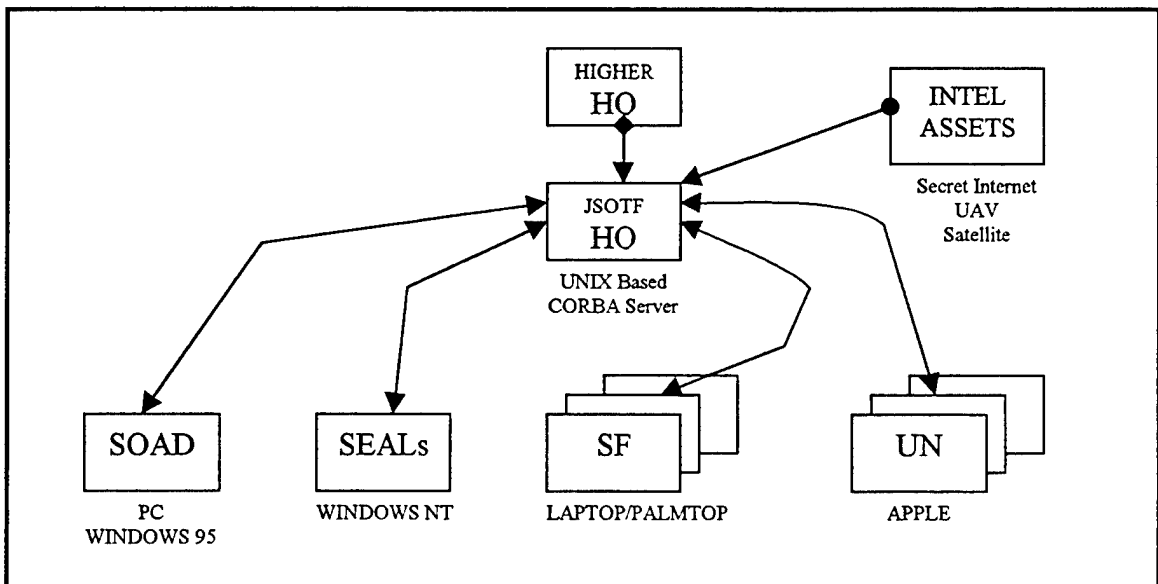 HIGHER
HQ
INTEL
ASSETS
Secret Internet
UAV
Satellite
JSOTF
HQ
UNIX Based
CORBA Server
SOAD
PC
WINDOWS 95
SEALs
WINDOWS NT
SF
LAPTOP/PALMTOP
UN
APPLE